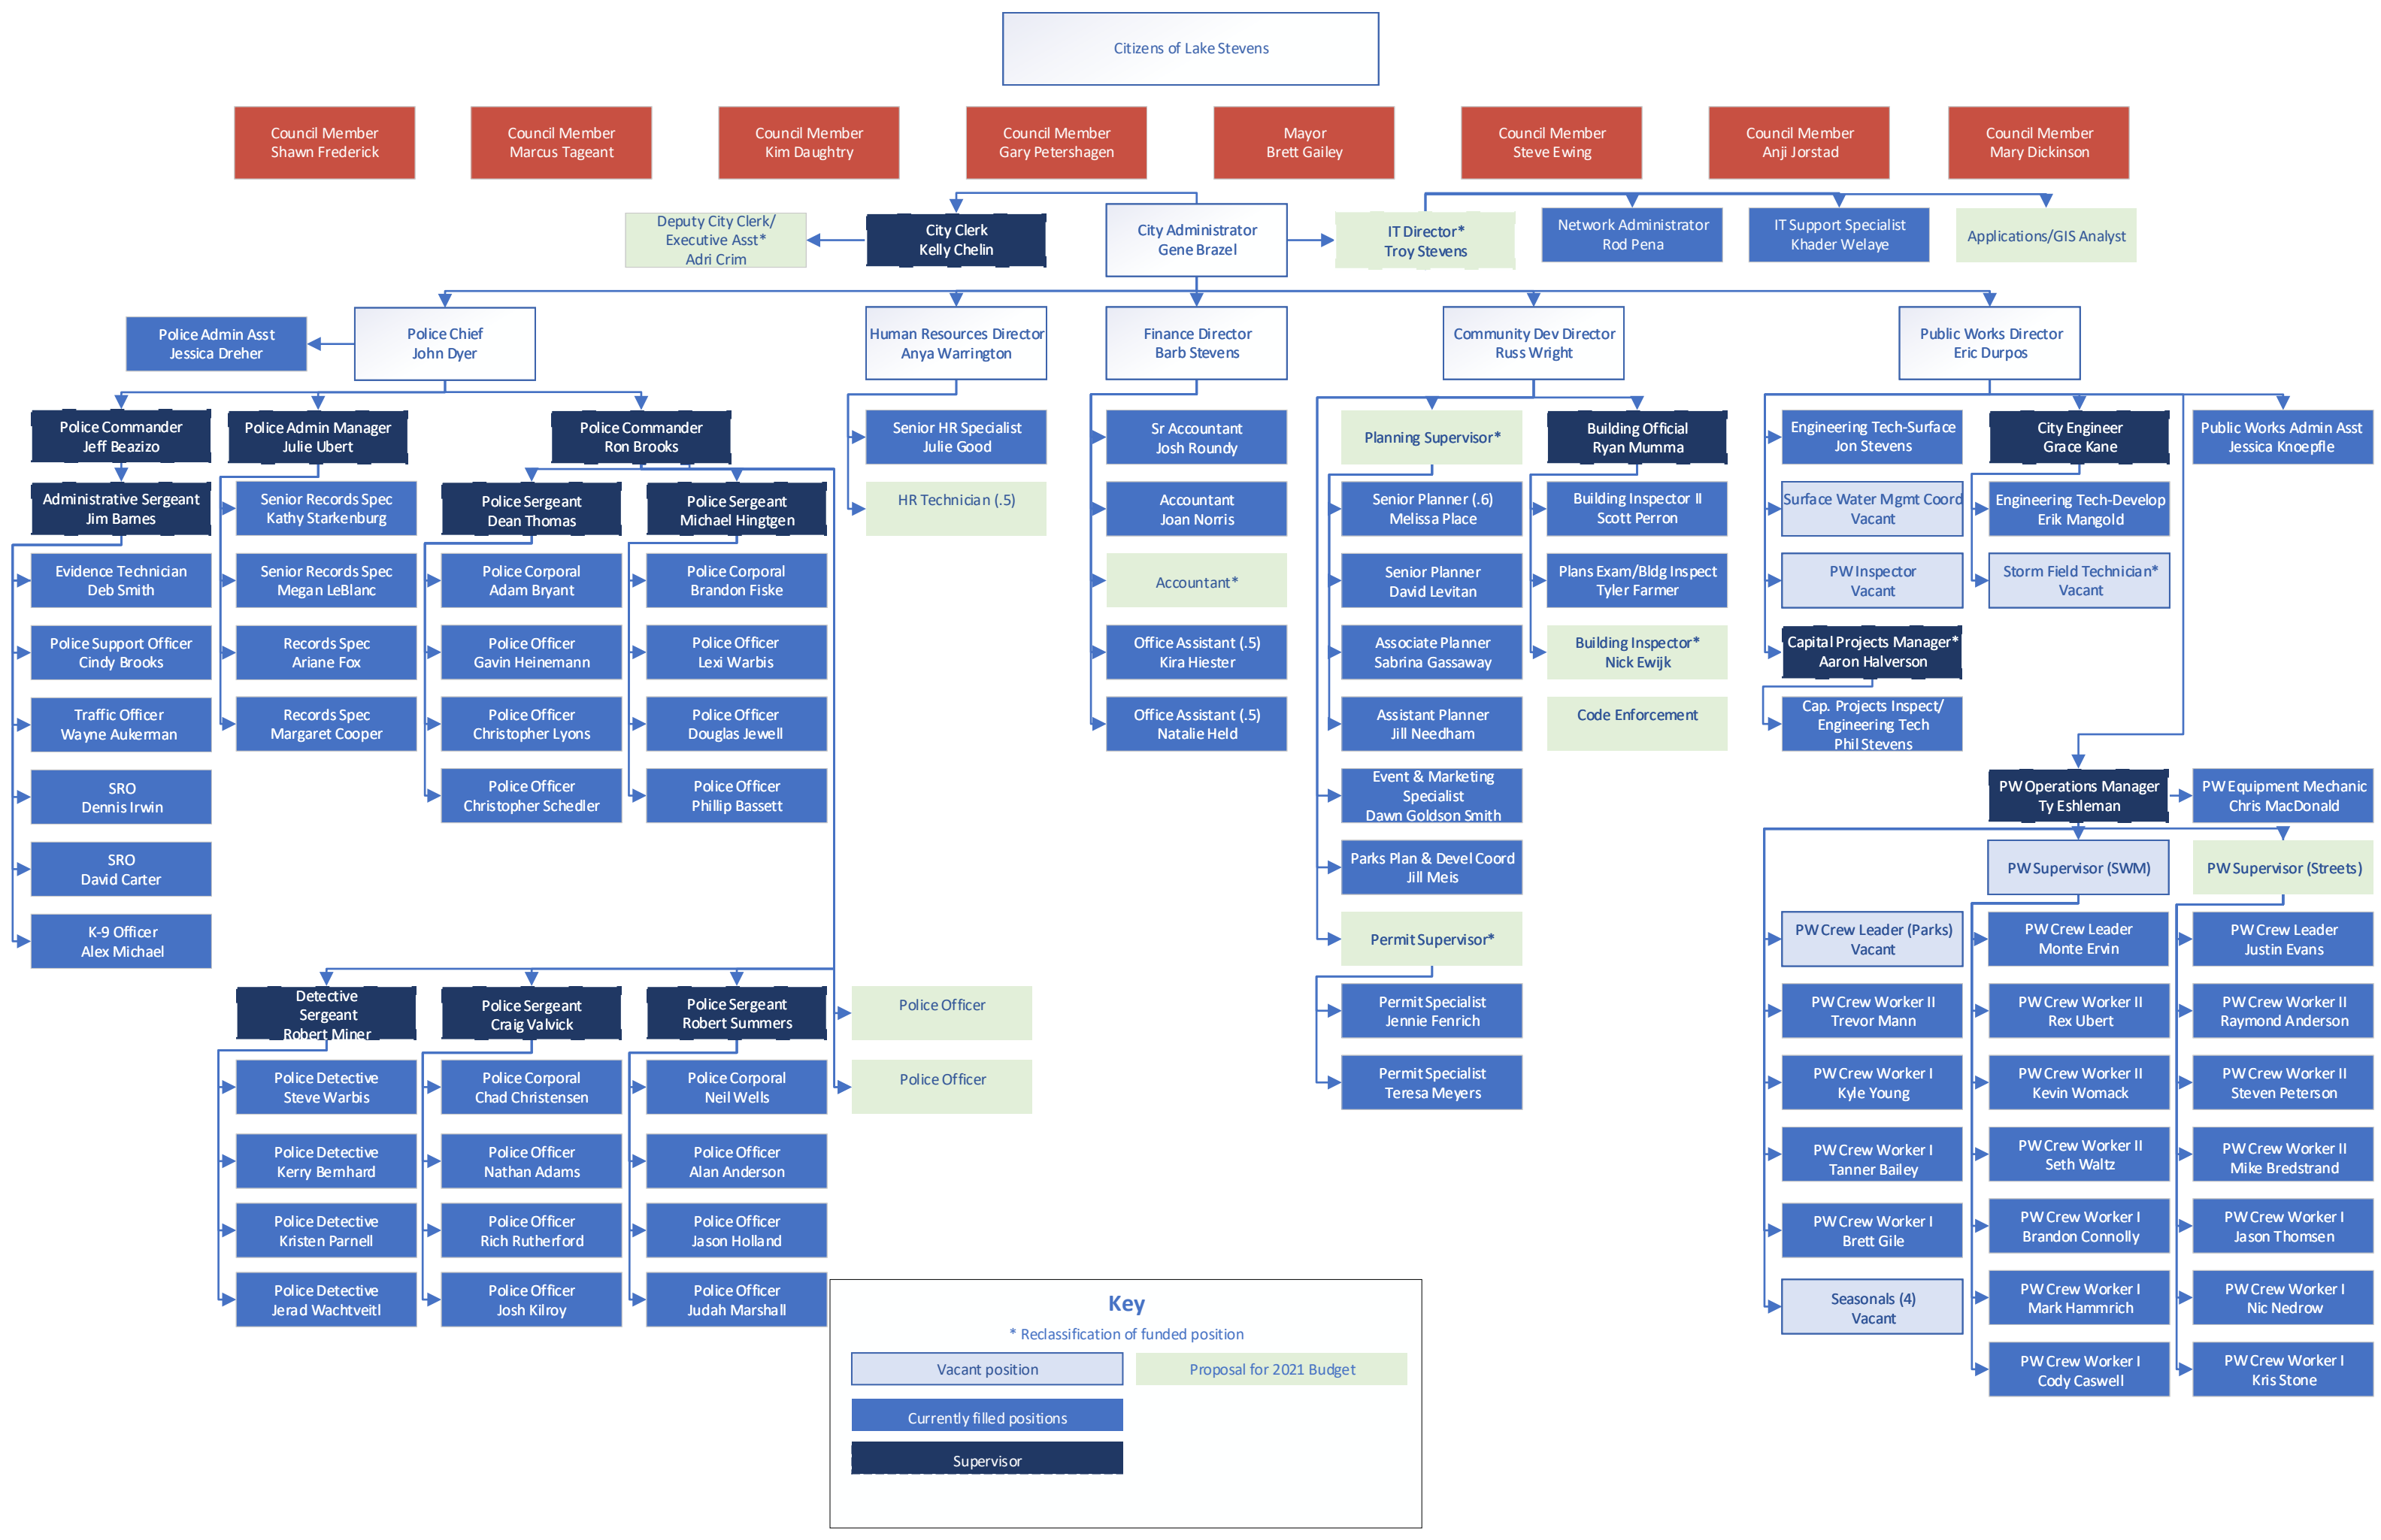 Citizens of Lake Stevens
Council Member
Shawn Frederick
Council Member
Marcus Tageant
Council Member
Kim Daughtry
Council Member
Gary Petershagen
Mayor
Brett Gailey
Council Member
Steve Ewing
Council Member
Anji Jorstad
Council Member
Mary Dickinson
Deputy City Clerk/
Executive Asst*
Adri Crim
City Clerk
Kelly Chelin
City Administrator
Gene Brazel
IT Director*
Troy Stevens
Network Administrator
Rod Pena
IT Support Specialist
Khader Welaye
Applications/GIS Analyst
Police Admin Asst
Jessica Dreher
Police Chief
John Dyer
Human Resources Director
Anya Warrington
Finance Director
Barb Stevens
Community Dev Director
Russ Wright
Public Works Director
Eric Durpos
Police Commander
Jeff Beazizo
Administrative Sergeant
Jim Barnes
Evidence Technician
Deb Smith
Police Support Officer
Cindy Brooks
Traffic Officer
Wayne Aukerman
SRO
Dennis Irwin
SRO
David Carter
K-9 Officer
Alex Michael
Police Admin Manager
Julie Ubert
Senior Records Spec
Kathy Starkenburg
Senior Records Spec
Megan LeBlanc
Records Spec
Ariane Fox
Records Spec
Margaret Cooper
Police Commander
Ron Brooks
Police Sergeant
Dean Thomas
Police Corporal
Adam Bryant
Police Officer
Gavin Heinemann
Police Officer
Christopher Lyons
Police Officer
Christopher Schedler
Police Sergeant
Michael Hingtgen
Police Corporal
Brandon Fiske
Police Officer
Lexi Warbis
Police Officer
Douglas Jewell
Police Officer
Phillip Bassett
Detective
Sergeant
Robert Miner
Police Detective
Steve Warbis
Police Detective
Kerry Bernhard
Police Detective
Kristen Parnell
Police Detective
Jerad Wachtveitl
Police Sergeant
Craig Valvick
Police Corporal
Chad Christensen
Police Officer
Nathan Adams
Police Officer
Rich Rutherford
Police Officer
Josh Kilroy
Police Sergeant
Robert Summers
Police Corporal
Neil Wells
Police Officer
Alan Anderson
Police Officer
Jason Holland
Police Officer
Judah Marshall
Police Officer
Police Officer
Senior HR Specialist
Julie Good
HR Technician (.5)
Sr Accountant
Josh Roundy
Accountant
Joan Norris
Accountant*
Office Assistant (.5)
Kira Hiester
Office Assistant (.5)
Natalie Held
Planning Supervisor*
Senior Planner (.6)
Melissa Place
Senior Planner
David Levitan
Associate Planner
Sabrina Gassaway
Assistant Planner
Jill Needham
Event & Marketing
Specialist
Dawn Goldson Smith
Parks Plan & Devel Coord
Jill Meis
Permit Supervisor*
Permit Specialist
Jennie Fenrich
Permit Specialist
Teresa Meyers
Building Official
Ryan Mumma
Building Inspector II
Scott Perron
Plans Exam/Bldg Inspect
Tyler Farmer
Building Inspector*
Nick Ewijk
Code Enforcement
Engineering Tech-Surface
Jon Stevens
Surface Water Mgmt Coord
Vacant
PW Inspector
Vacant
Capital Projects Manager*
Aaron Halverson
Cap. Projects Inspect/
Engineering Tech
Phil Stevens
City Engineer
Grace Kane
Engineering Tech-Develop
Erik Mangold
Storm Field Technician*
Vacant
Public Works Admin Asst
Jessica Knoepfle
PW Operations Manager
Ty Eshleman
PW Equipment Mechanic
Chris MacDonald
PW Crew Leader (Parks)
Vacant
PW Crew Worker II
Trevor Mann
PW Crew Worker I
Kyle Young
PW Crew Worker I
Tanner Bailey
PW Crew Worker I
Brett Gile
Seasonals (4)
Vacant
PW Supervisor (SWM)
PW Crew Leader
Monte Ervin
PW Crew Worker II
Rex Ubert
PW Crew Worker II
Kevin Womack
PW Crew Worker II
Seth Waltz
PW Crew Worker I
Brandon Connolly
PW Crew Worker I
Mark Hammrich
PW Crew Worker I
Cody Caswell
PW Supervisor (Streets)
PW Crew Leader
Justin Evans
PW Crew Worker II
Raymond Anderson
PW Crew Worker II
Steven Peterson
PW Crew Worker II
Mike Bredstrand
PW Crew Worker I
Jason Thomsen
PW Crew Worker I
Nic Nedrow
PW Crew Worker I
Kris Stone
Key
* Reclassification of funded position
Vacant position
Proposal for 2021 Budget
Currently filled positions
Supervisor